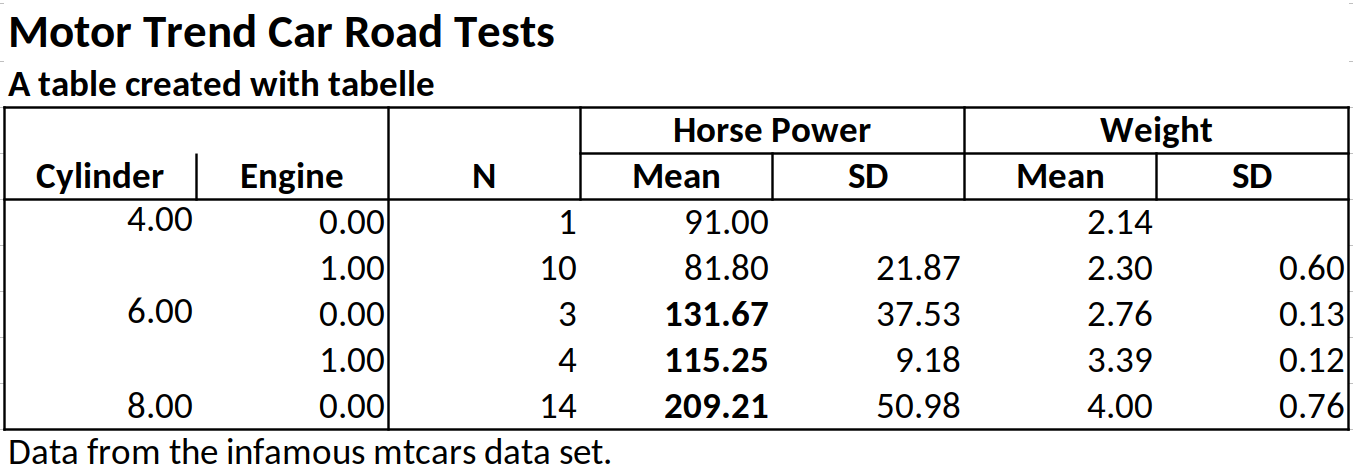 Motor Trend Car Road Tests
A table created with tabelle
Horse Power Weight
Cylinder Engine N Mean SD Mean SD
4.00 0.00 1 91.00 2.14
1.00 10 81.80 21.87 2.30 0.60
6.00 0.00 3 131.67 37.53 2.76 0.13
1.00 4 115.25 9.18 3.39 0.12
8.00 0.00 14 209.21 50.98 4.00 0.76
Data from the infamous mtcars data set.